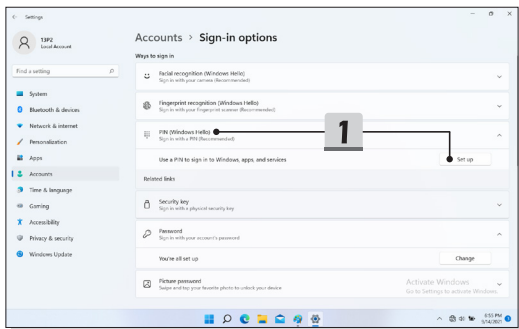 Settings
13P2
Local Account
Find a setting
System
Bluetooth & devices
Network & internet
Personalization
Apps
Accounts
Time & language
Gaming
Accessibility
Privacy & security
Windows Update
Accounts > Sign-in options
Ways to sign in
Facial recognition (Windows Hello)
Sign in with your camera (Recommended)
Fingerprint recognition (Windows Hello)
Sign in with your fingerprint scanner (Recommended)
PIN (Windows Hello)
Sign in with a PIN (Recommended)
1
Use a PIN to sign in to Windows, apps, and services
Set up
Related links
Security key
Sign in with a physical security key
Password
Sign in with your account's password
You're all set up
Change
Picture password
Swipe and tap your favorite photo to unlock your device
Activate Windows
Go to Settings to activate Windows.
6:55 PM
5/14/2021